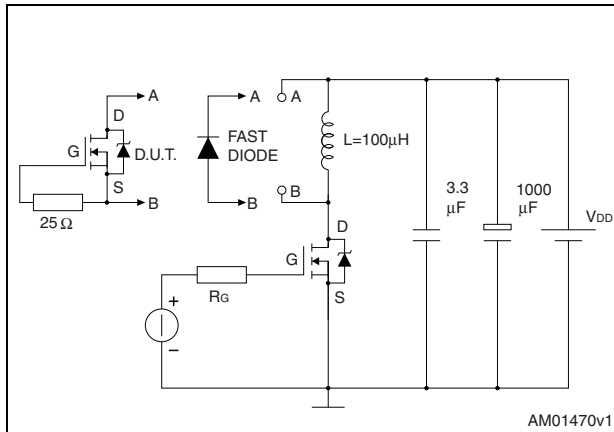 A
D
G
D.U.T.
S
B
25 Ω
A
FAST
DIODE
B
A
L=100μH
B
D
G
S
RG
+
–
3.3
μF
1000
μF
VDD
AM01470v1